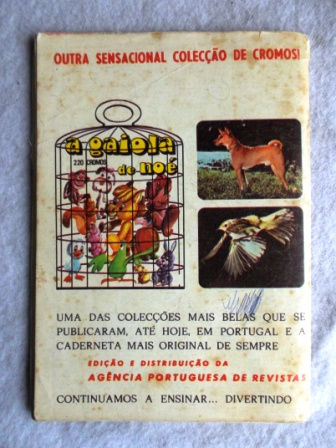 OUTRA SENSACIONAL COLECÇÃO DE CROMOS!
a gaiola
220 CROMOS
de noé
UMA DAS COLECÇÕES MAIS BELAS QUE SE
PUBLICARAM, ATÉ HOJE, EM PORTUGAL E A
CADERNETA MAIS ORIGINAL DE SEMPRE
EDIÇÃO E DISTRIBUIÇÃO DA
AGÊNCIA PORTUGUESA DE REVISTAS
CONTINUAMOS A ENSINAR... DIVERTINDO